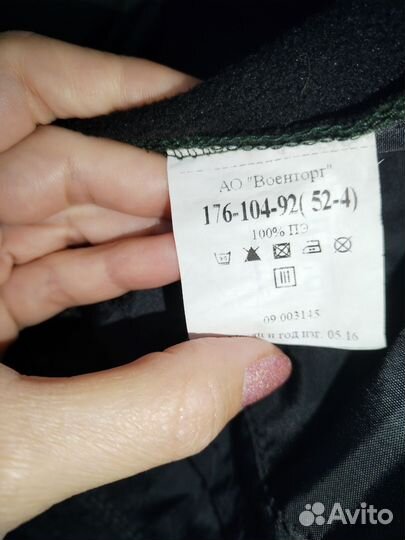 АО "Военторг"
176-104-92( 52-4)
100% ПЭ
09 003145
и год изг. 05.16
Avito